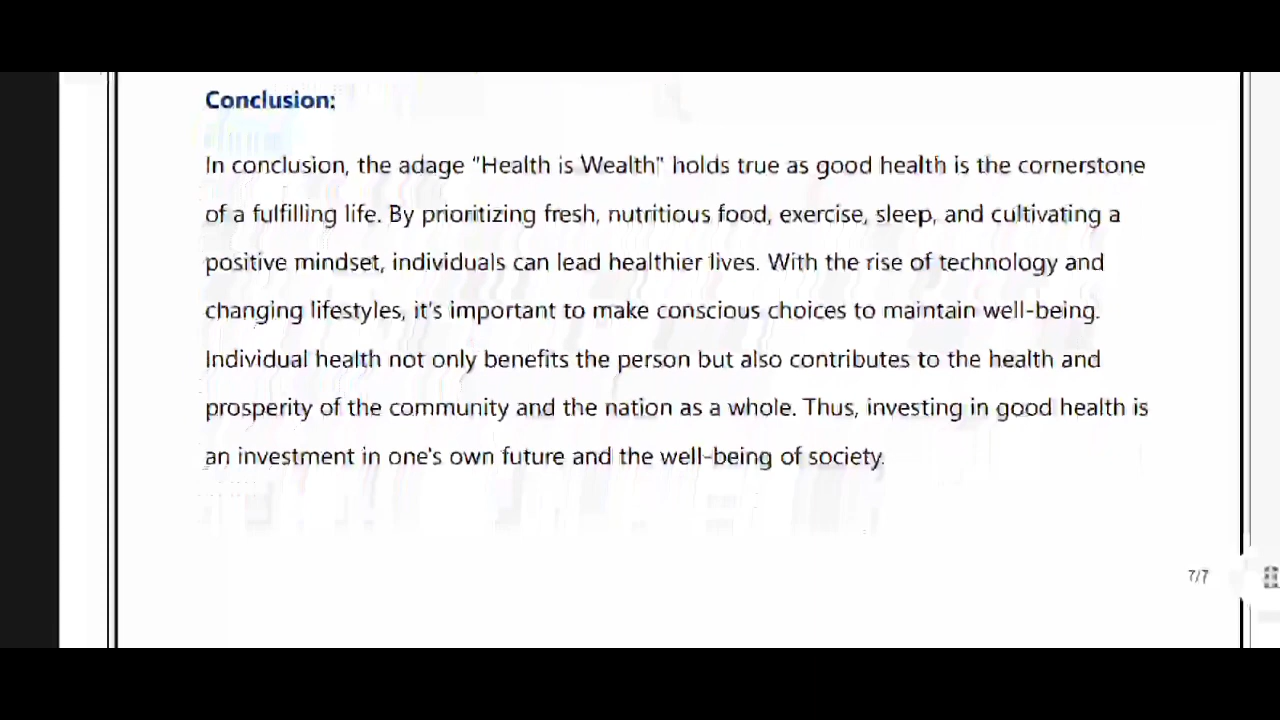 Conclusion:
In conclusion, the adage "Health is Wealth" holds true as good health is the cornerstone
of a fulfilling life. By prioritizing fresh, nutritious food, exercise, sleep, and cultivating a
positive mindset, individuals can lead healthier lives. With the rise of technology and
changing lifestyles, it's important to make conscious choices to maintain well-being.
Individual health not only benefits the person but also contributes to the health and
prosperity of the community and the nation as a whole. Thus, investing in good health is
an investment in one's own future and the well-being of society.
7/7